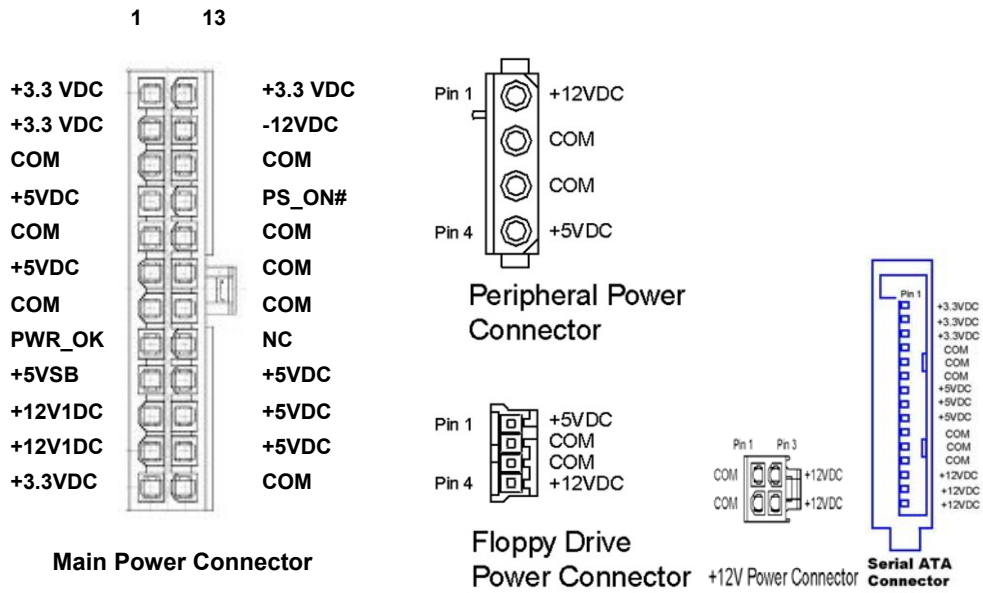 1 13
+3.3 VDC +3.3 VDC
+3.3 VDC -12VDC
COM COM
+5VDC PS_ON#
COM COM
+5VDC COM
COM COM
PWR_OK NC
+5VSB +5VDC
+12V1DC +5VDC
+12V1DC +5VDC
+3.3VDC COM
Main Power Connector
Pin 1 +12VDC
COM
COM
Pin 4 +5VDC
Peripheral Power
Connector
Pin 1 +5VDC
COM
COM
Pin 4 +12VDC
Floppy Drive
Power Connector
Pin 1 Pin 3
COM +12VDC
COM +12VDC
+12V Power Connector
Pin 1
+3.3VDC
+3.3VDC
+3.3VDC
COM
COM
COM
+5VDC
+5VDC
+5VDC
COM
COM
COM
+12VDC
+12VDC
+12VDC
Serial ATA
Connector